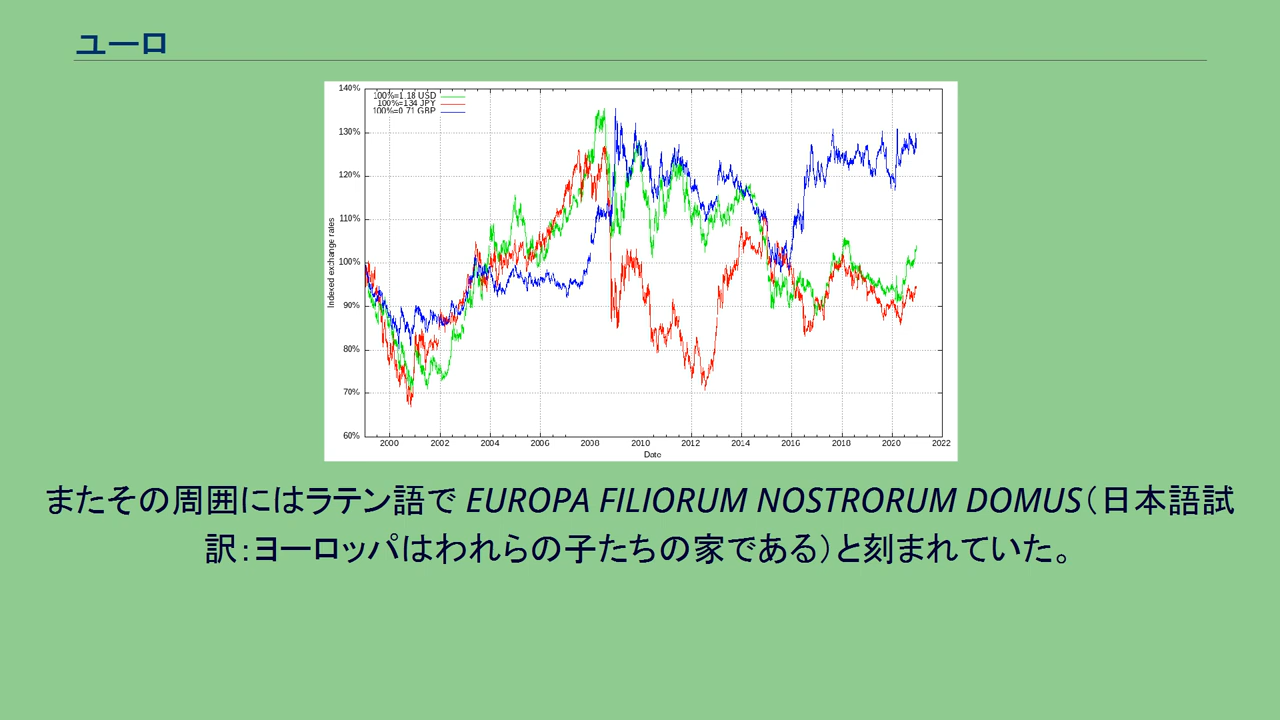 ユーロ
140%
130%
120%
110%
100%
90%
80%
70%
60%
100%=1.18 USD
100%=134 JPY
100%=0.71 GBP
Indexed exchange rates
2000 2002 2004 2006 2008 2010 2012 2014 2016 2018 2020 2022
Date
またその周囲にはラテン語で EUROPA FILIORUM NOSTRORUM DOMUS（日本語試
訳：ヨーロッパはわれらの子たちの家である）と刻まれていた。